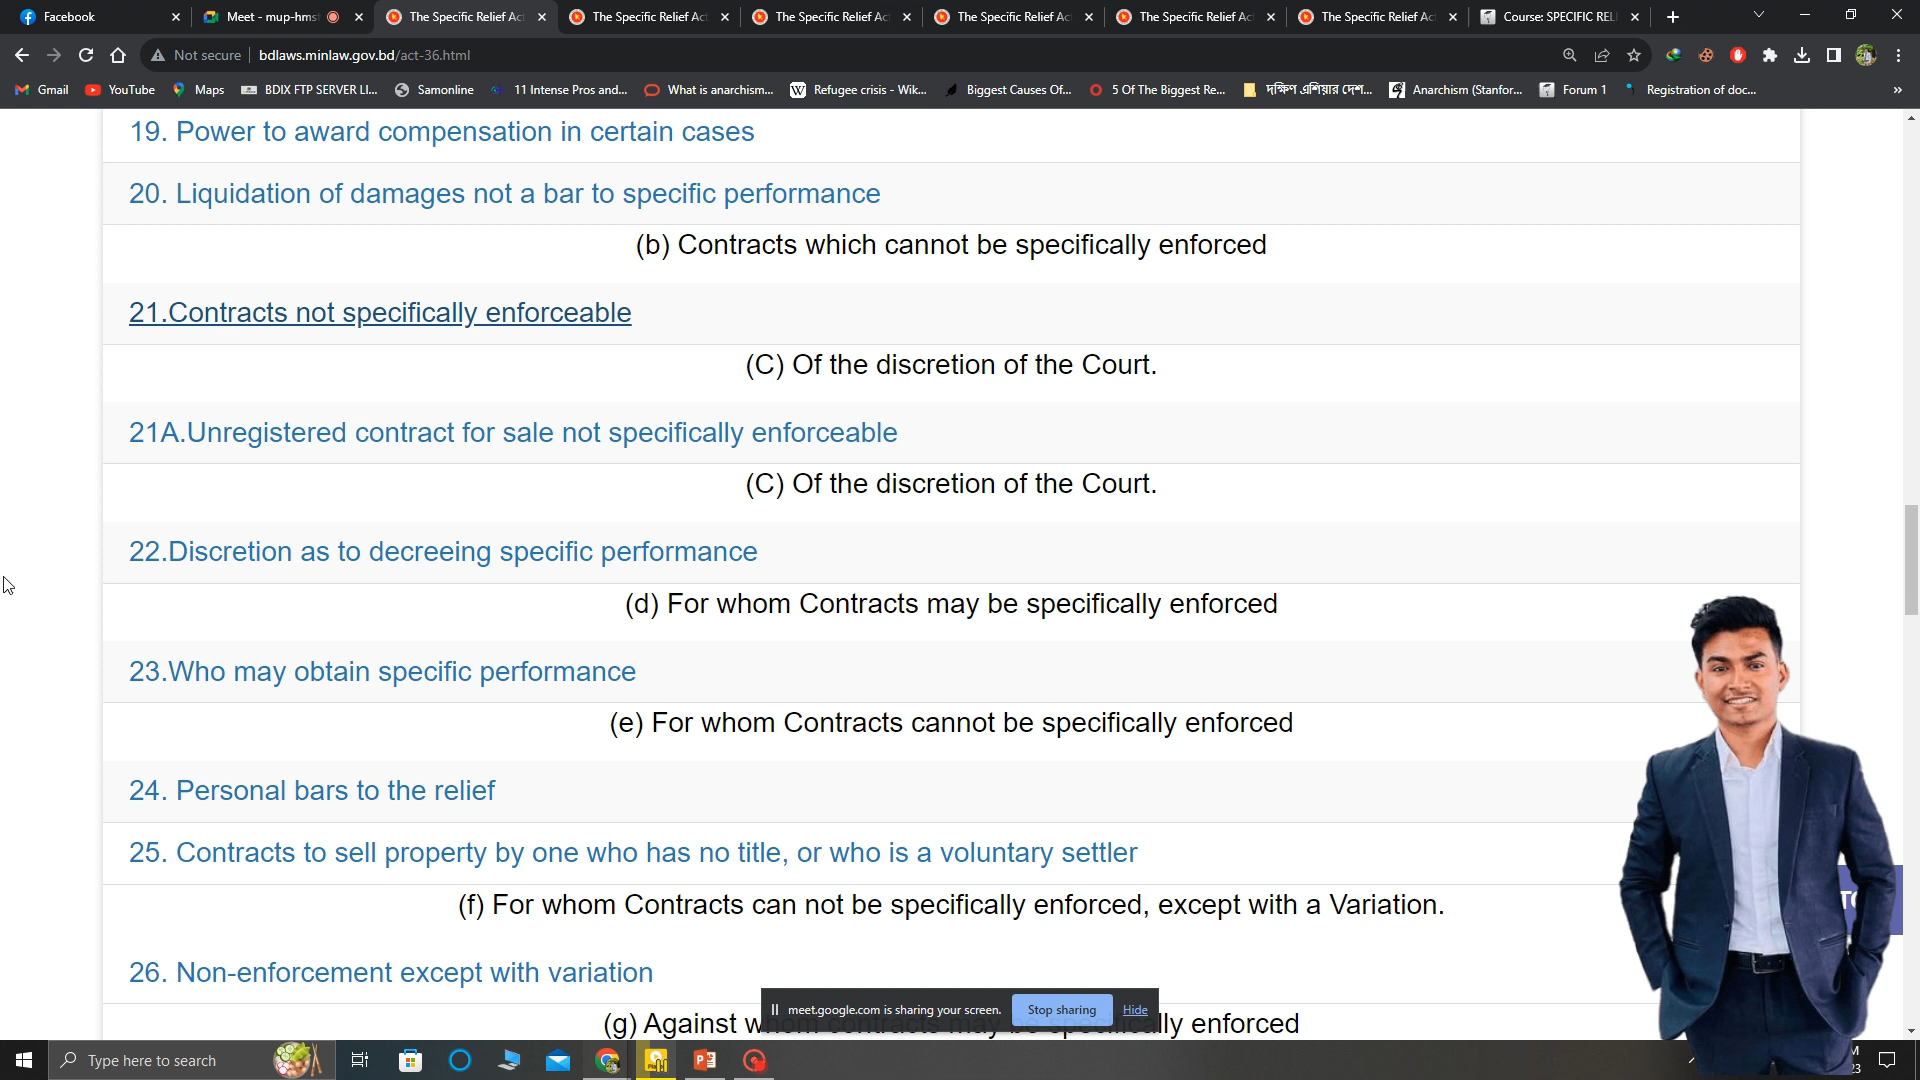 Facebook
Meet - mup-hms
The Specific Relief Ac
The Specific Relief Ac
The Specific Relief Ac
The Specific Relief Ac
The Specific Relief Ac
The Specific Relief Ac
Course: SPECIFIC REL
Not secure
bdlaws.minlaw.gov.bd/act-36.html
Gmail
YouTube
Maps
BDIX FTP SERVER LI...
Samonline
11 Intense Pros and...
What is anarchism...
Refugee crisis - Wik...
Biggest Causes Of...
5 Of The Biggest Re...
দক্ষিণ এশিয়ার দেশ...
Anarchism (Stanfor...
Forum 1
Registration of doc...
19. Power to award compensation in certain cases
20. Liquidation of damages not a bar to specific performance
(b) Contracts which cannot be specifically enforced
21.Contracts not specifically enforceable
(C) Of the discretion of the Court.
21A.Unregistered contract for sale not specifically enforceable
(C) Of the discretion of the Court.
22.Discretion as to decreeing specific performance
(d) For whom Contracts may be specifically enforced
23.Who may obtain specific performance
(e) For whom Contracts cannot be specifically enforced
24. Personal bars to the relief
25. Contracts to sell property by one who has no title, or who is a voluntary settler
(f) For whom Contracts can not be specifically enforced, except with a Variation.
26. Non-enforcement except with variation
(g) Against whom contracts may be specifically enforced
meet.google.com is sharing your screen.
Stop sharing
Hide
Type here to search